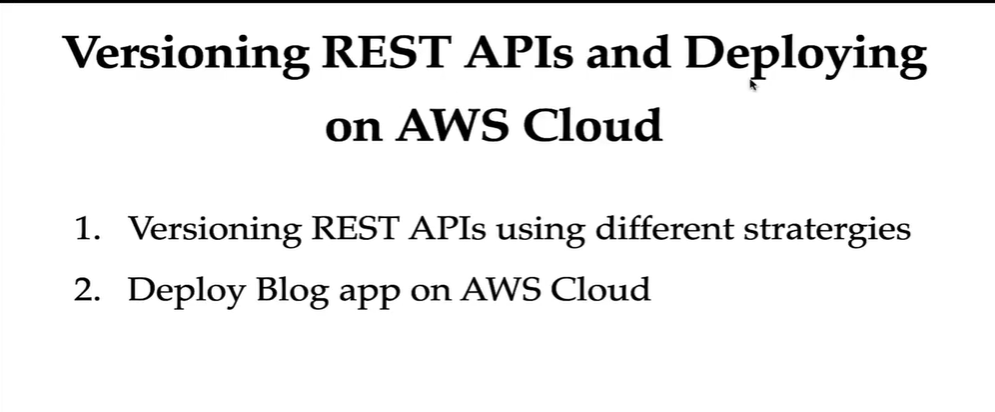 Versioning REST APIs and Deploying
on AWS Cloud
1. Versioning REST APIs using different stratergies
2. Deploy Blog app on AWS Cloud